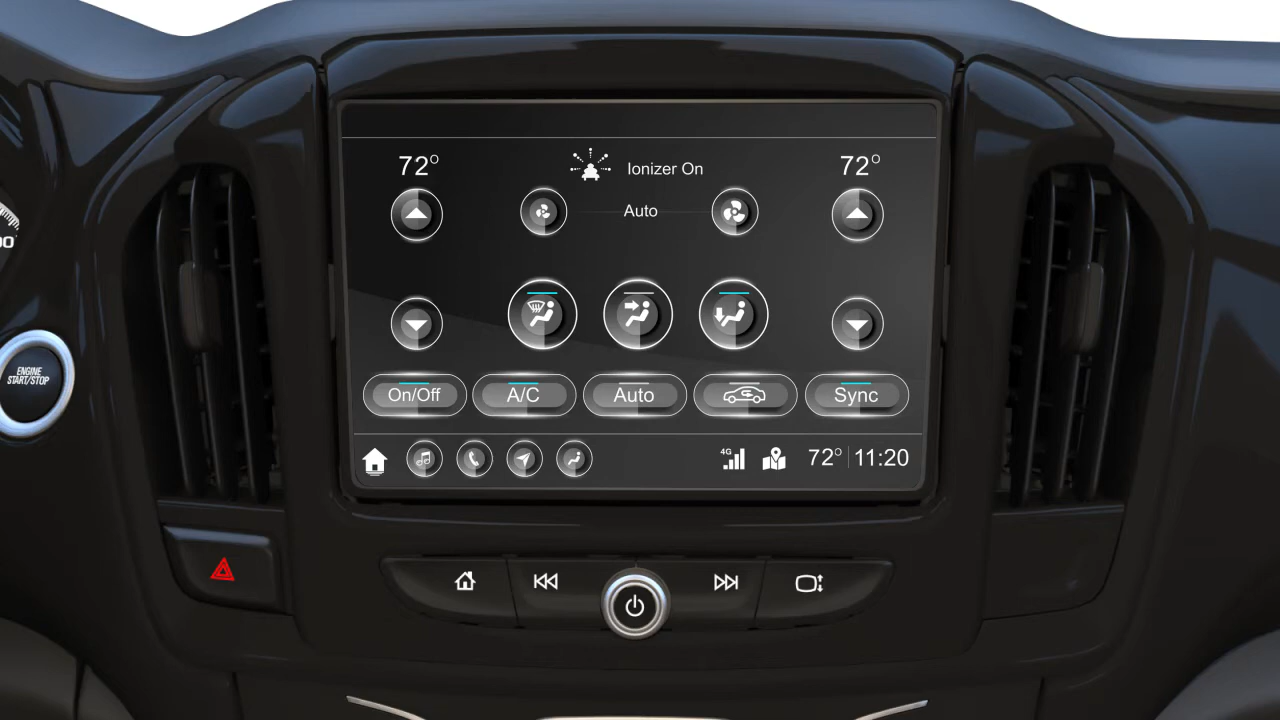 72°
Ionizer On
72°
Auto
On/Off
A/C
Auto
Sync
4G
72°
11:20
ENGINE
START/STOP